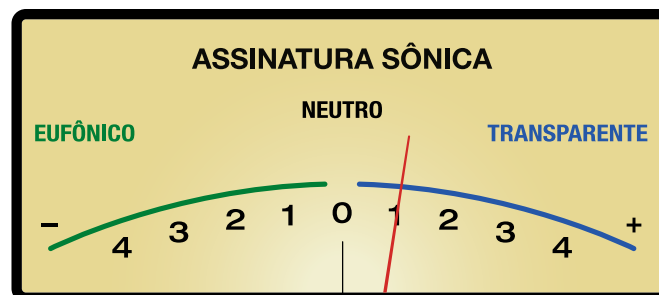 ASSINATURA SÔNICA
NEUTRO
EUFÔNICO
TRANSPARENTE
– 4 3 2 1 0 1 2 3 4 +